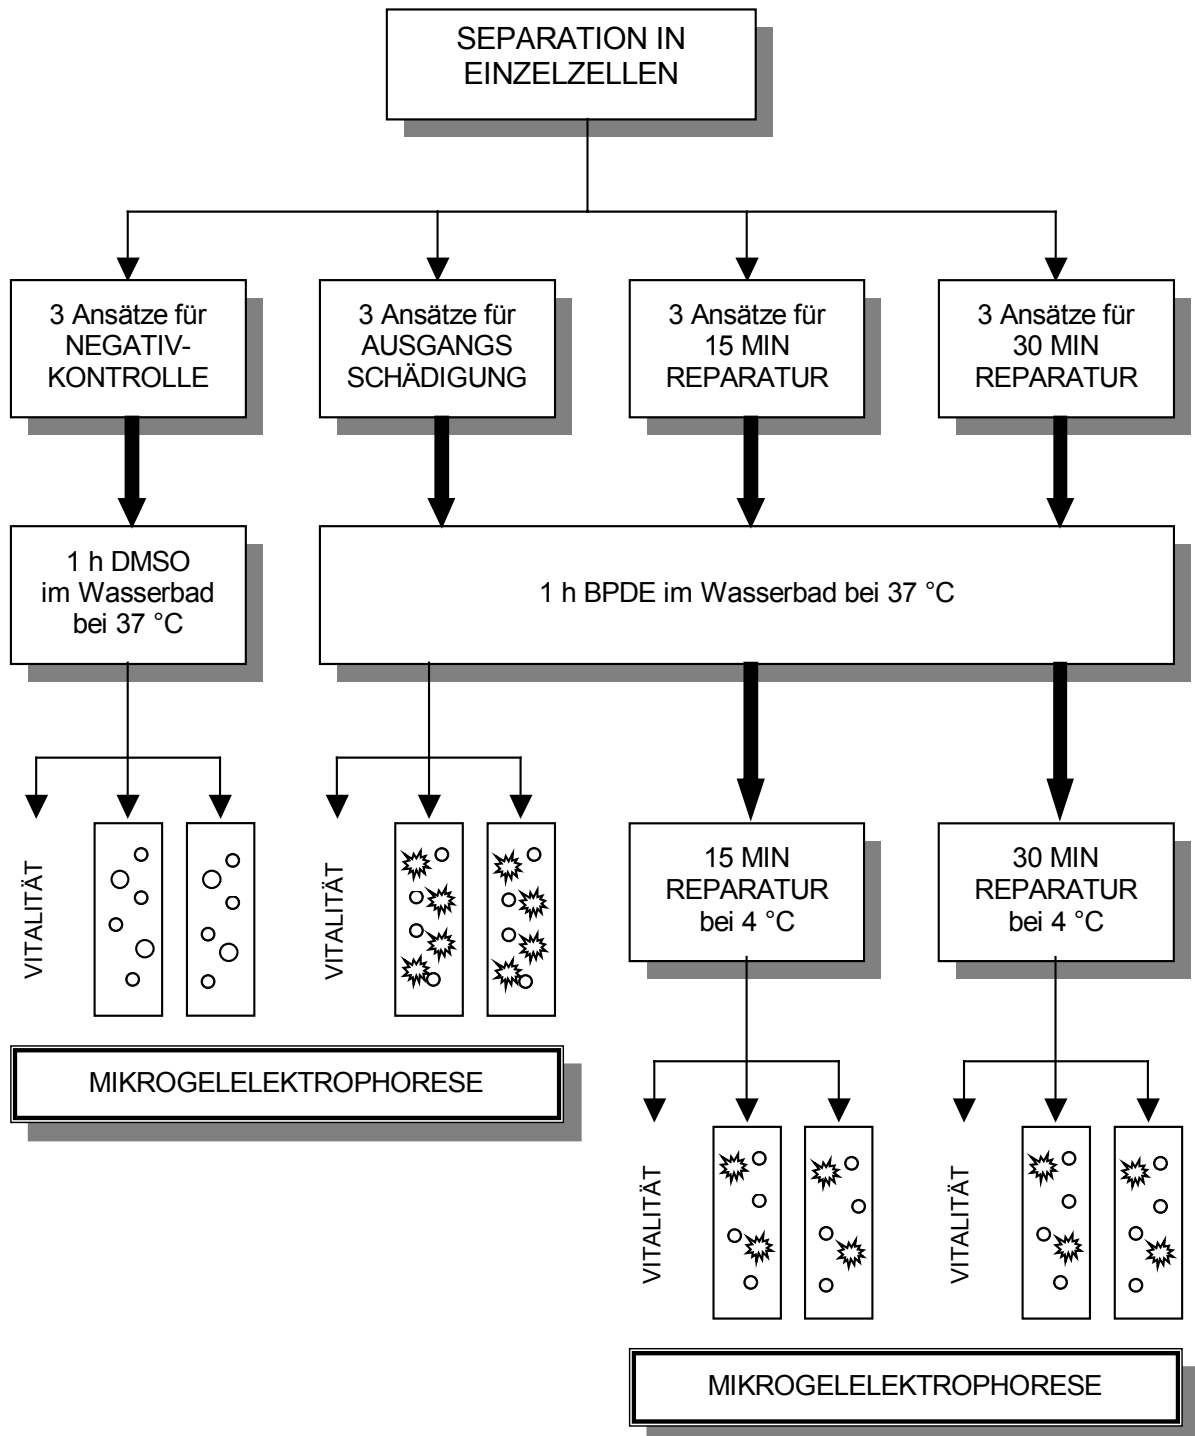 SEPARATION IN
EINZELZELLEN
3 Ansätze für
NEGATIV-
KONTROLLE
3 Ansätze für
AUSGANGS
SCHÄDIGUNG
3 Ansätze für
15 MIN
REPARATUR
3 Ansätze für
30 MIN
REPARATUR
1 h DMSO
im Wasserbad
bei 37 °C
1 h BPDE im Wasserbad bei 37 °C
VITALITÄT
VITALITÄT
15 MIN
REPARATUR
bei 4 °C
30 MIN
REPARATUR
bei 4 °C
MIKROGELELEKTROPHORESE
VITALITÄT
VITALITÄT
MIKROGELELEKTROPHORESE